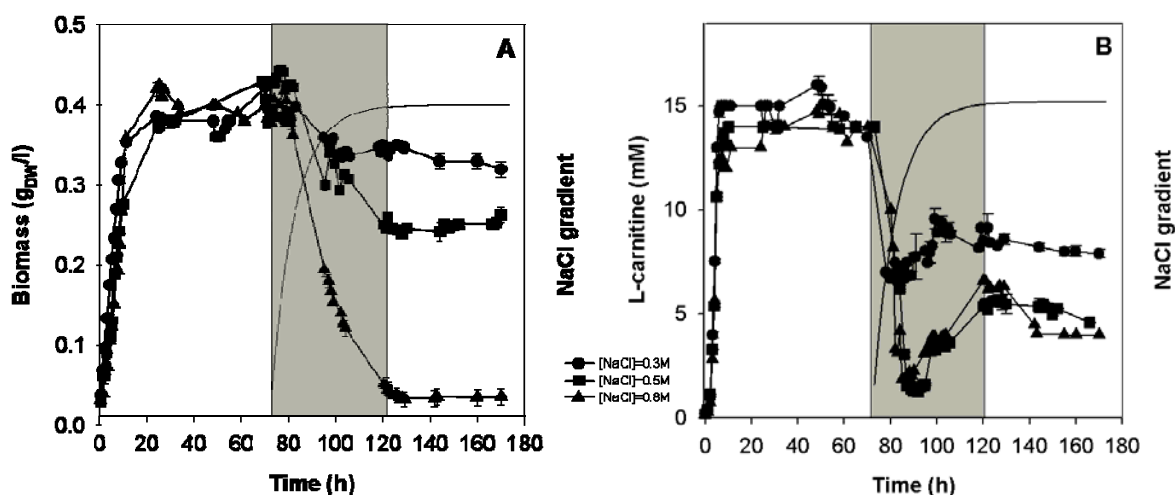 A
Biomass (gDW/l)
0.5
0.4
0.3
0.2
0.1
0.0
0 20 40 60 80 100 120 140 160 180
Time (h)
NaCl gradient
B
L-carnitine (mM)
15
10
5
0
0 20 40 60 80 100 120 140 160 180
Time (h)
NaCl gradient
[NaCl]=0.3M
[NaCl]=0.5M
[NaCl]=0.8M